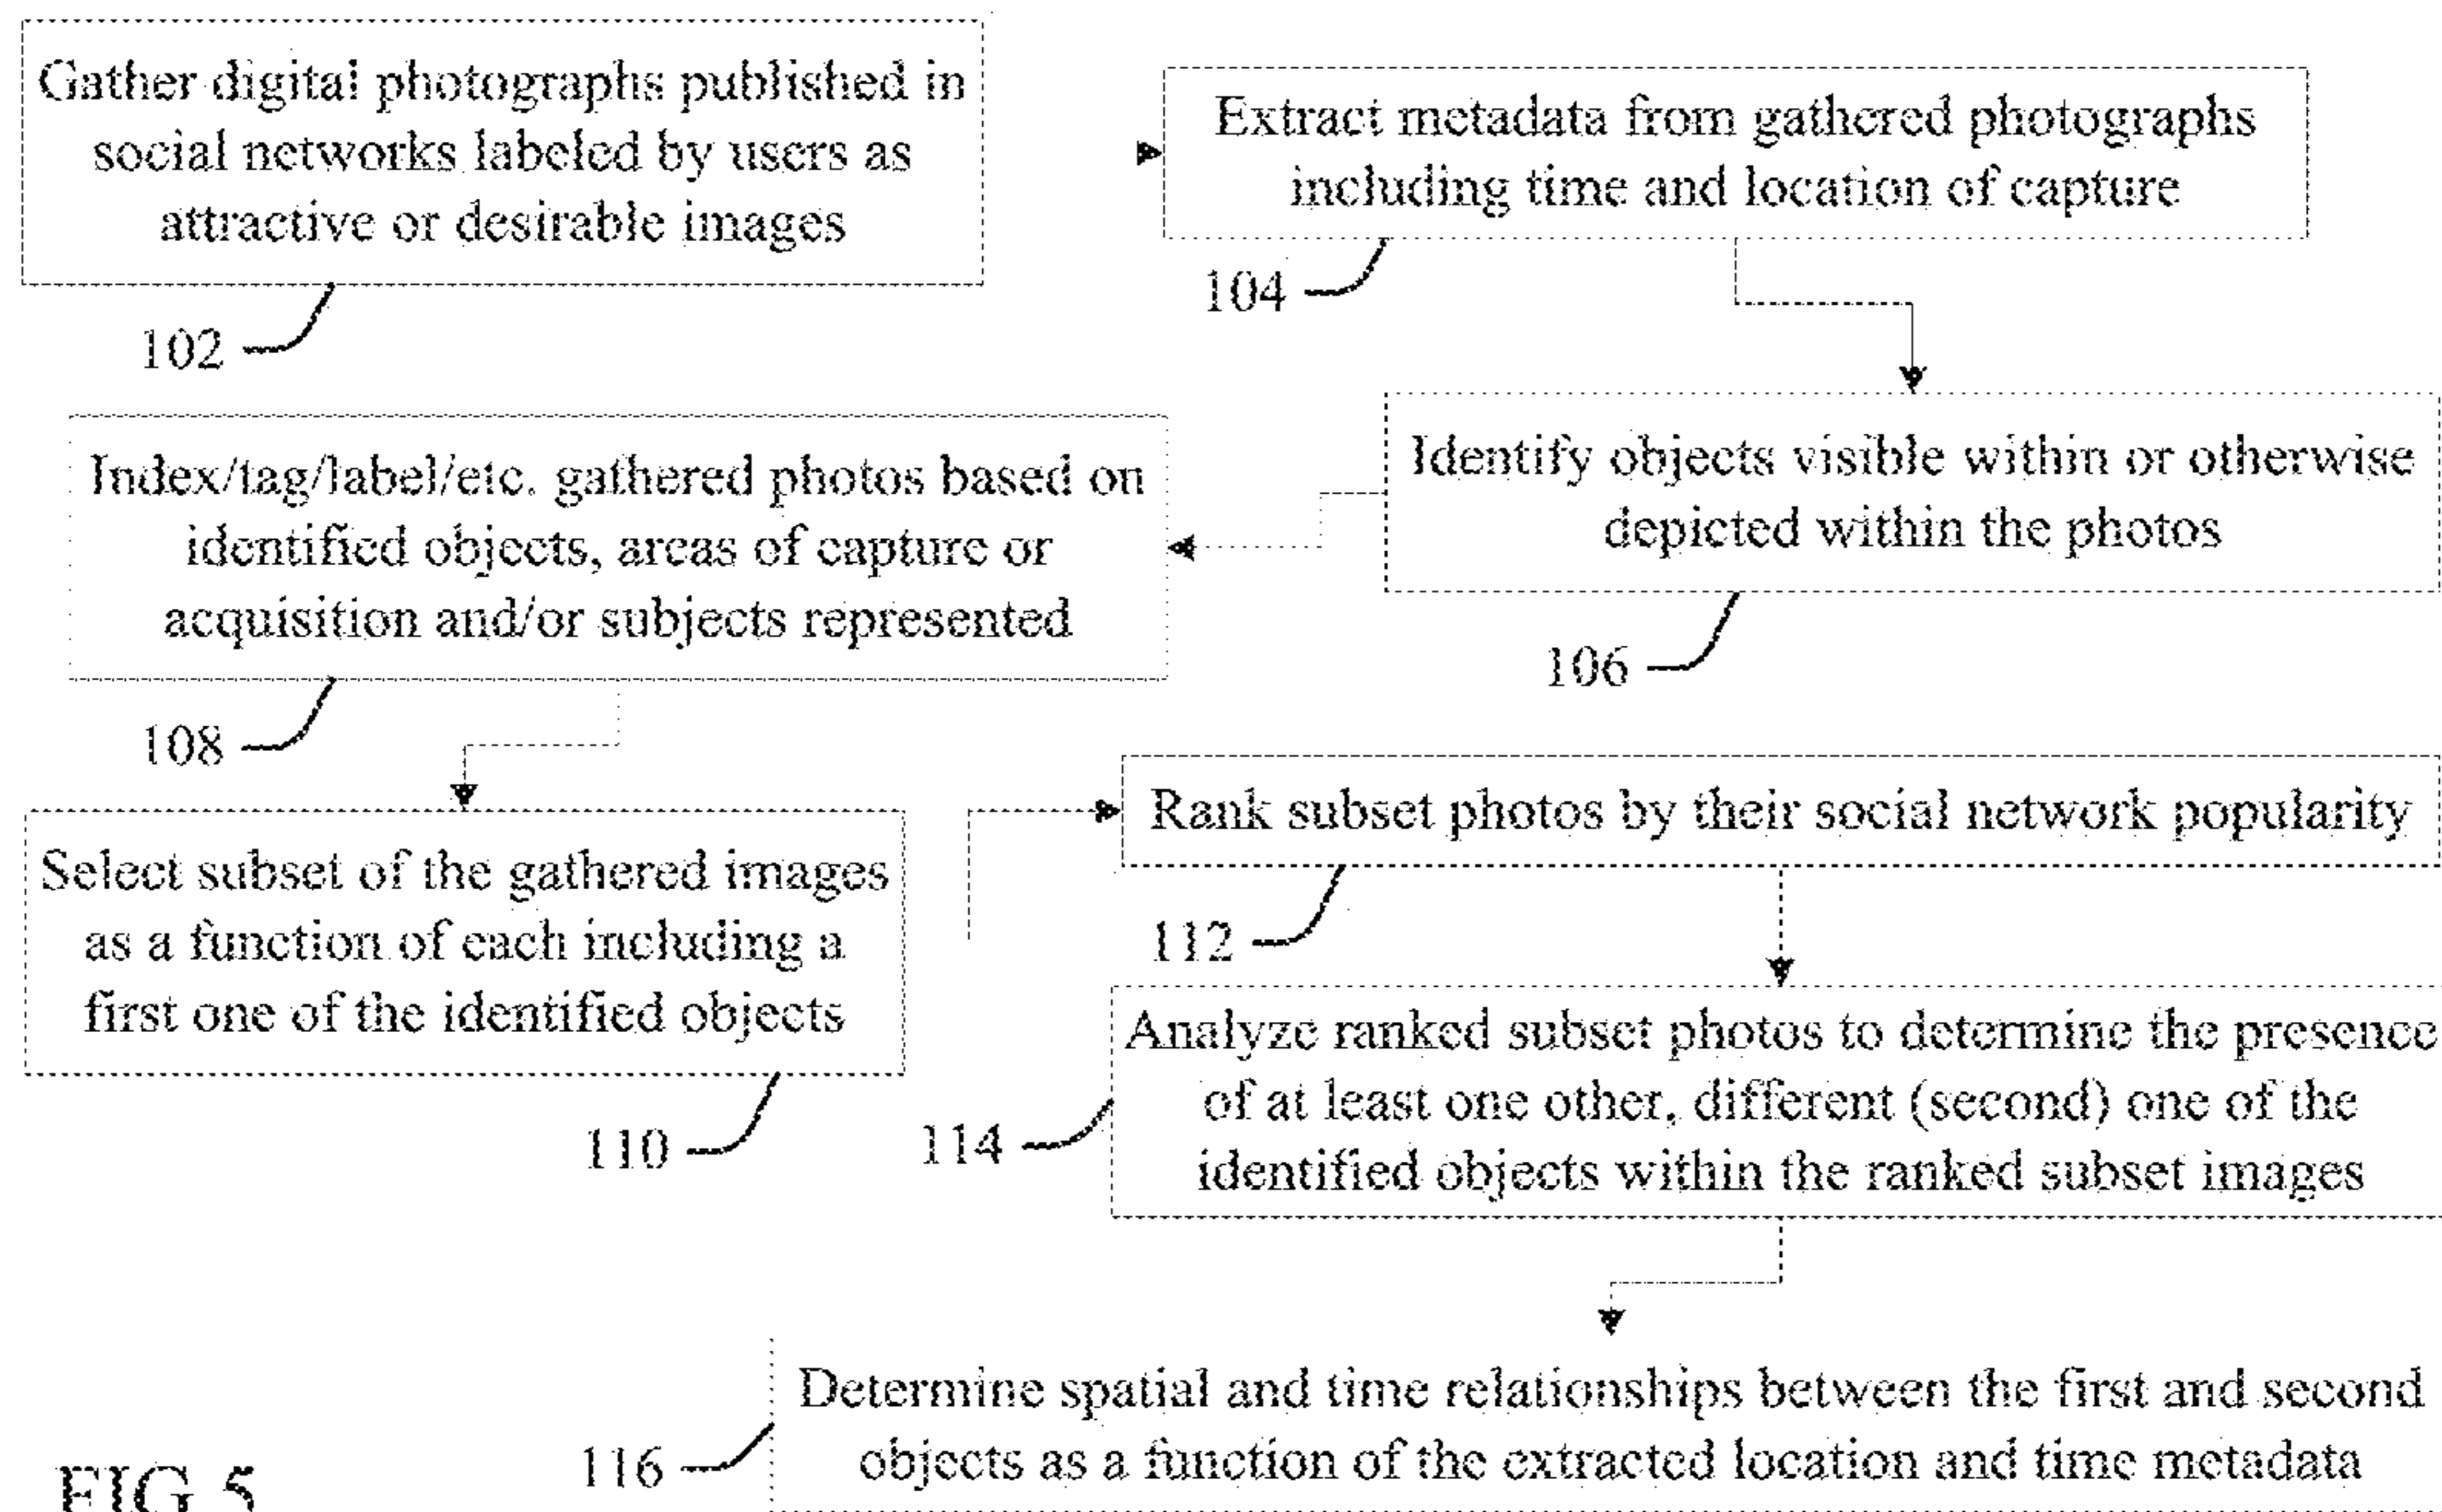 Gather digital photographs published in
social networks labeled by users as
attractive or desirable images
102
Extract metadata from gathered photographs
including time and location of capture
104
Identify objects visible within or otherwise
depicted within the photos
106
Index/tag/label/etc. gathered photos based on
identified objects, areas of capture or
acquisition and/or subjects represented
108
Select subset of the gathered images
as a function of each including a
first one of the identified objects
110
Rank subset photos by their social network popularity
112
Analyze ranked subset photos to determine the presence
of at least one other, different (second) one of the
identified objects within the ranked subset images
114
Determine spatial and time relationships between the first and second
objects as a function of the extracted location and time metadata
116
FIG 5